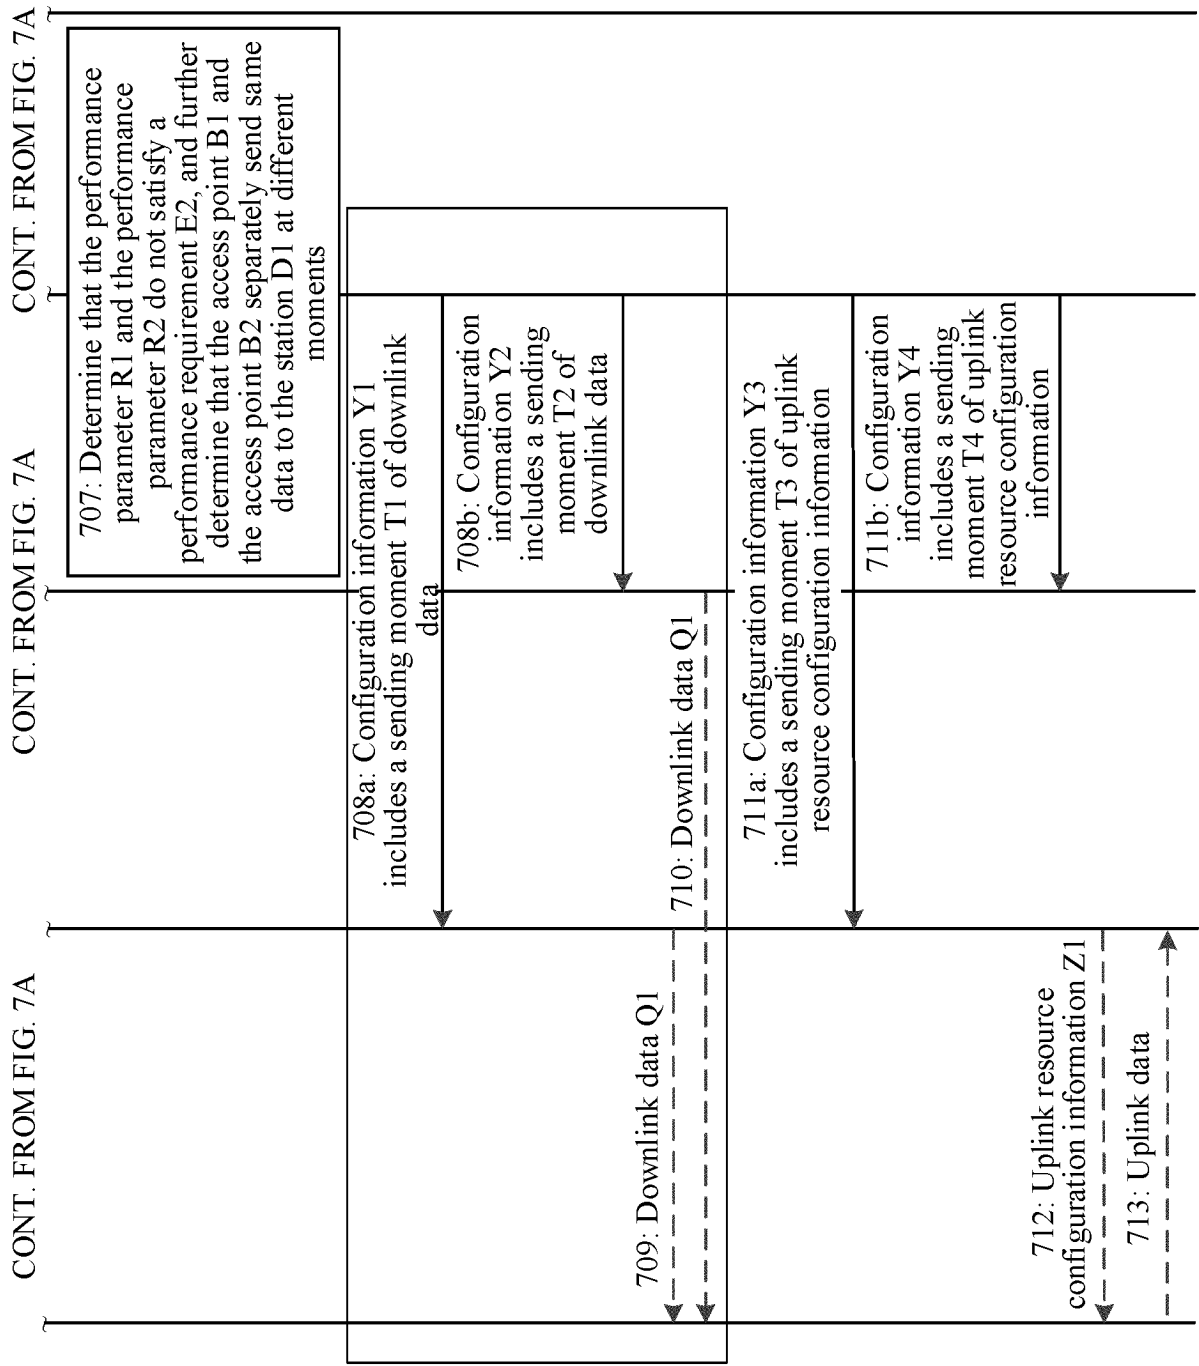 CONT. FROM FIG. 7A
CONT. FROM FIG. 7A
CONT. FROM FIG. 7A
707: Determine that the performance
parameter R1 and the performance
parameter R2 do not satisfy a
performance requirement E2, and further
determine that the access point B1 and
the access point B2 separately send same
data to the station D1 at different
moments
708a: Configuration information Y1
includes a sending moment T1 of downlink
data
708b: Configuration
information Y2
includes a sending
moment T2 of
downlink data
709: Downlink data Q1
710: Downlink data Q1
711a: Configuration information Y3
includes a sending moment T3 of uplink
resource configuration information
711b: Configuration
information Y4
includes a sending
moment T4 of uplink
resource configuration
information
712: Uplink resource
configuration information Z1
713: Uplink data